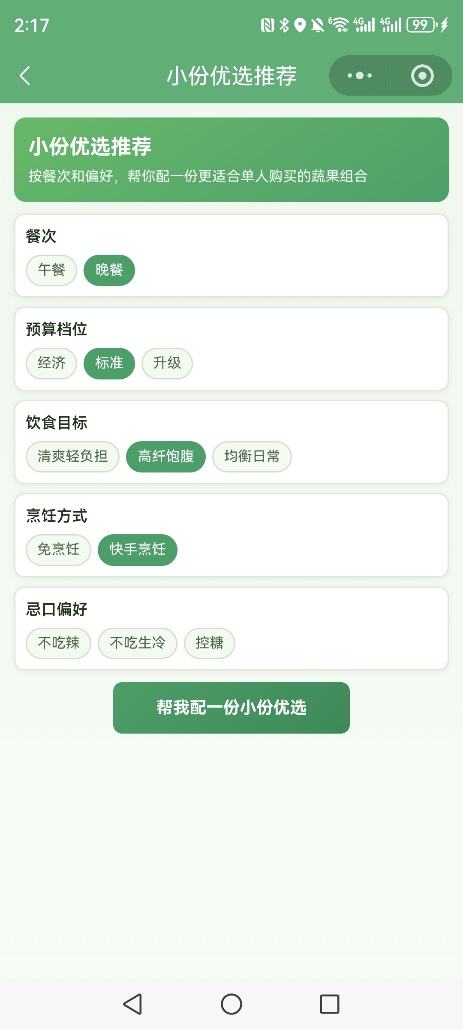 2:17
6 4G 4G 99
小份优选推荐
小份优选推荐
按餐次和偏好，帮你配一份更适合单人购买的蔬果组合
餐次
午餐 晚餐
预算档位
经济 标准 升级
饮食目标
清爽轻负担 高纤饱腹 均衡日常
烹饪方式
免烹饪 快手烹饪
忌口偏好
不吃辣 不吃生冷 控糖
帮我配一份小份优选